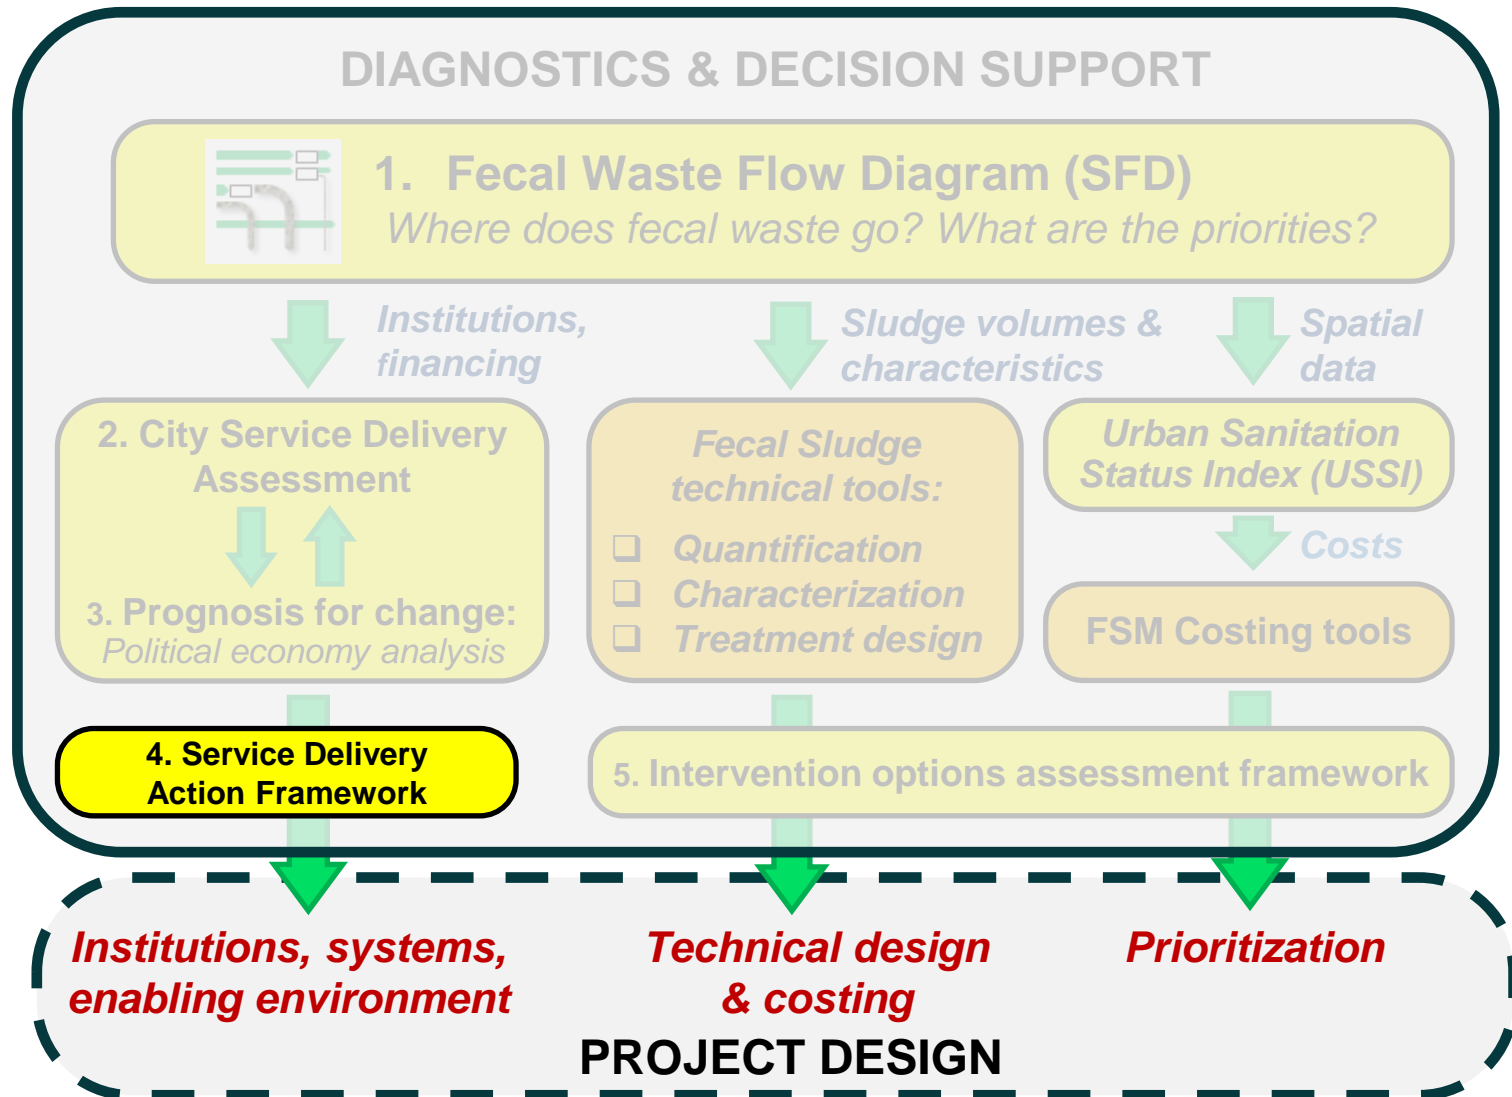 DIAGNOSTICS & DECISION SUPPORT
1. Fecal Waste Flow Diagram (SFD)
Where does fecal waste go? What are the priorities?
Institutions,
financing
Sludge volumes &
characteristics
Spatial
data
2. City Service Delivery
Assessment
3. Prognosis for change:
Political economy analysis
Fecal Sludge
technical tools:
❑ Quantification
❑ Characterization
❑ Treatment design
Urban Sanitation
Status Index (USSI)
Costs
FSM Costing tools
4. Service Delivery
Action Framework
5. Intervention options assessment framework
Institutions, systems,
enabling environment
Technical design
& costing
Prioritization
PROJECT DESIGN